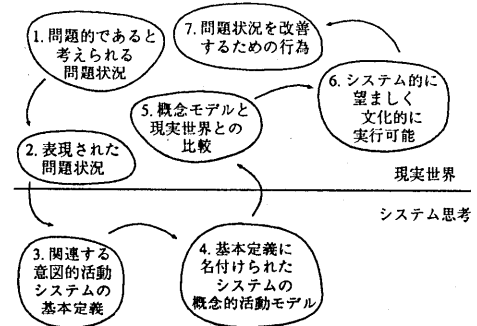 1. 問題的であると
考えられる
問題状況
2. 表現された
問題状況
3. 関連する
意図的活動
システムの
基本定義
4. 基本定義に
名付けられた
システムの
概念的活動モデル
5. 概念モデルと
現実世界との
比較
6. システム的に
望ましく
文化的に
実行可能
7. 問題状況を改善
するための行為
現実世界
システム思考